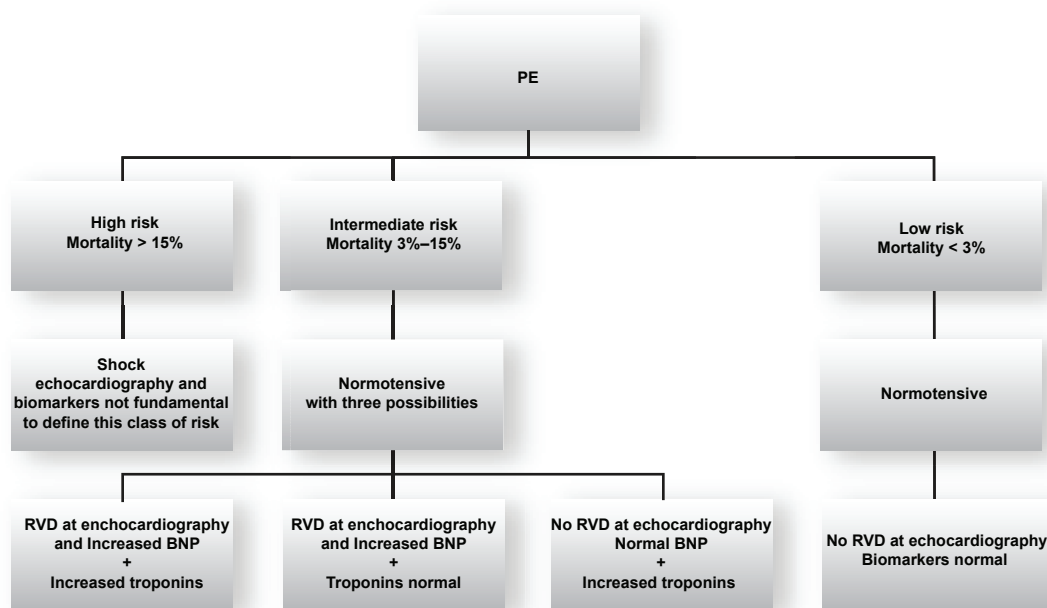 PE
High risk
Mortality > 15%
Intermediate risk
Mortality 3%–15%
Low risk
Mortality < 3%
Shock
echocardiography and
biomarkers not fundamental
to define this class of risk
Normotensive
with three possibilities
Normotensive
RVD at enchocardiography
and Increased BNP
+
Increased troponins
RVD at enchocardiography
and Increased BNP
+
Troponins normal
No RVD at echocardiography
Normal BNP
+
Increased troponins
No RVD at echocardiography
Biomarkers normal